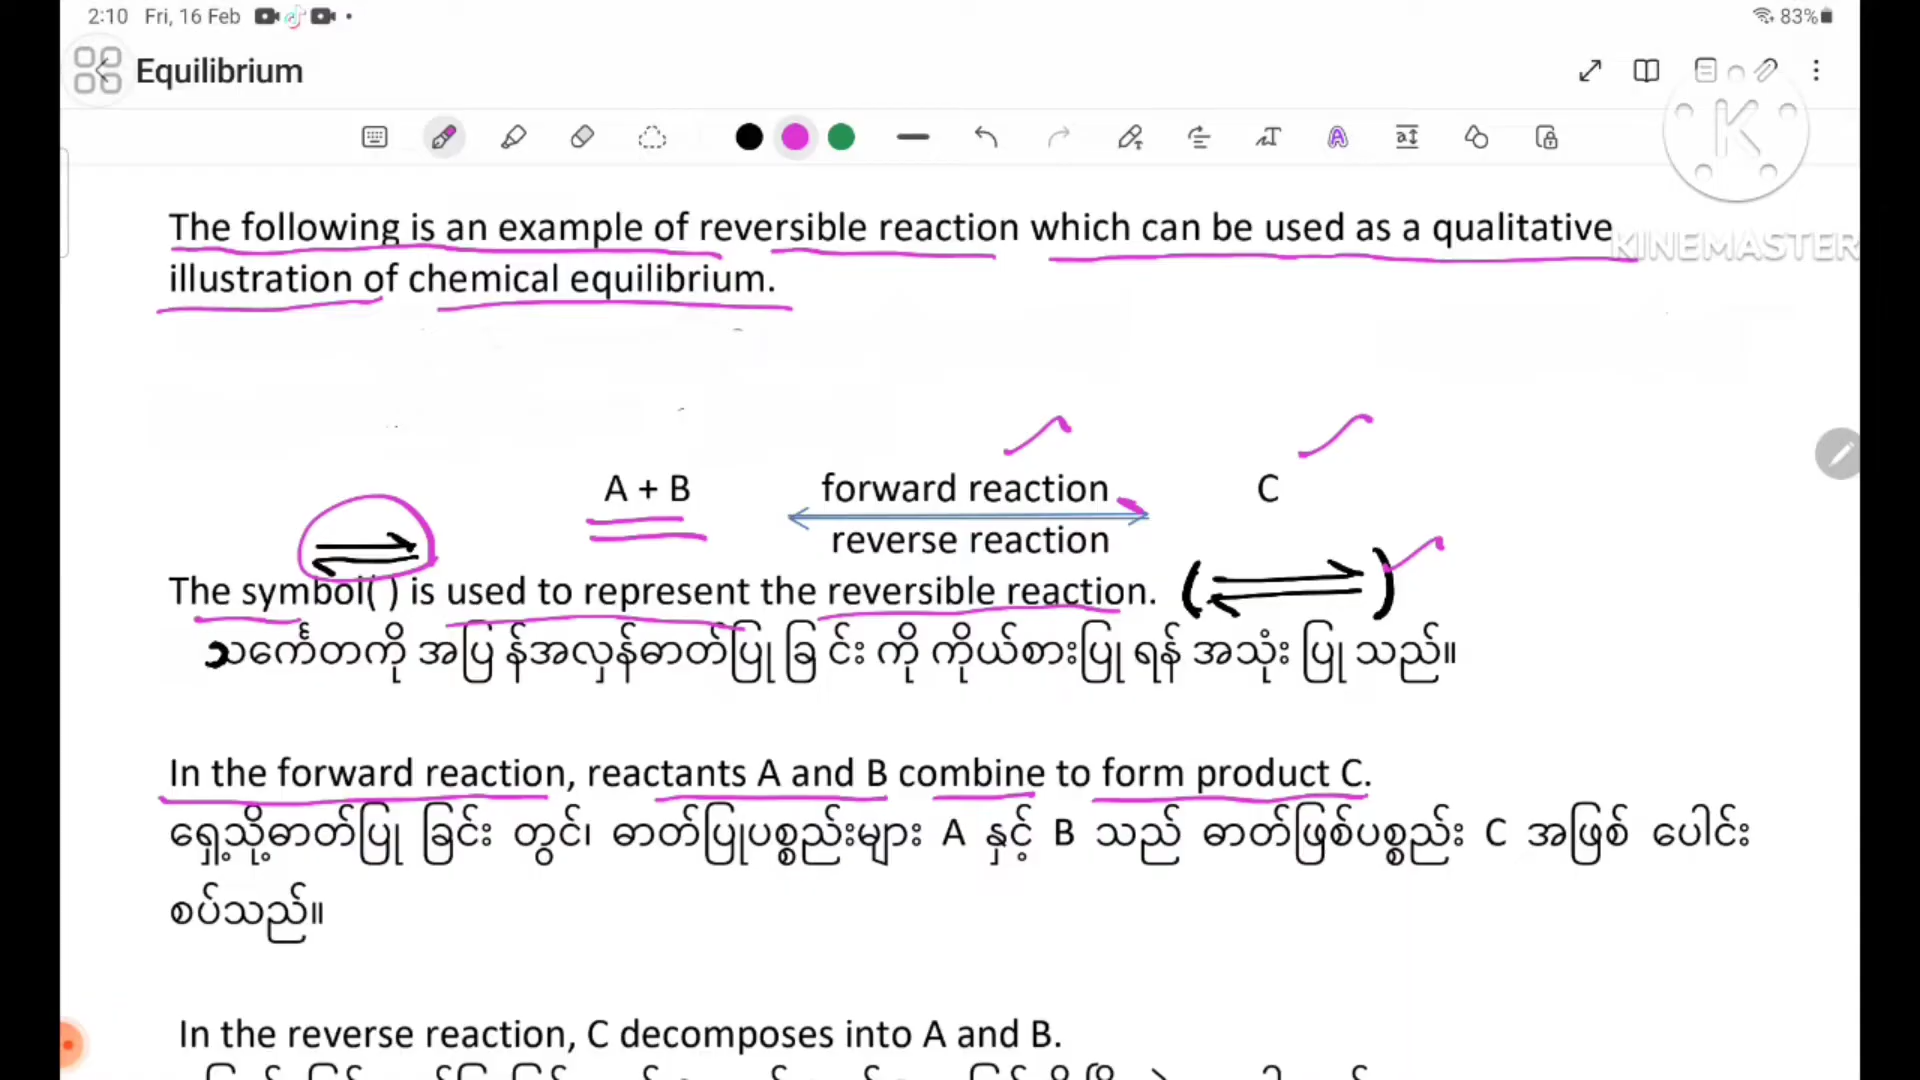 2:10 Fri, 16 Feb
83%
Equilibrium
KINEMASTER
The following is an example of reversible reaction which can be used as a qualitative
illustration of chemical equilibrium.
A + B forward reaction C
reverse reaction
The symbol( ) is used to represent the reversible reaction. (⇌)
သင်္ကေတကို အပြန်အလှန်ဓာတ်ပြုခြင်း ကို ကိုယ်စားပြုရန် အသုံးပြုသည်။
In the forward reaction, reactants A and B combine to form product C.
ရှေ့သို့ဓာတ်ပြုခြင်း တွင်၊ ဓာတ်ပြုပစ္စည်းများ A နှင့် B သည် ဓာတ်ဖြစ်ပစ္စည်း C အဖြစ် ပေါင်း
စပ်သည်။
In the reverse reaction, C decomposes into A and B.